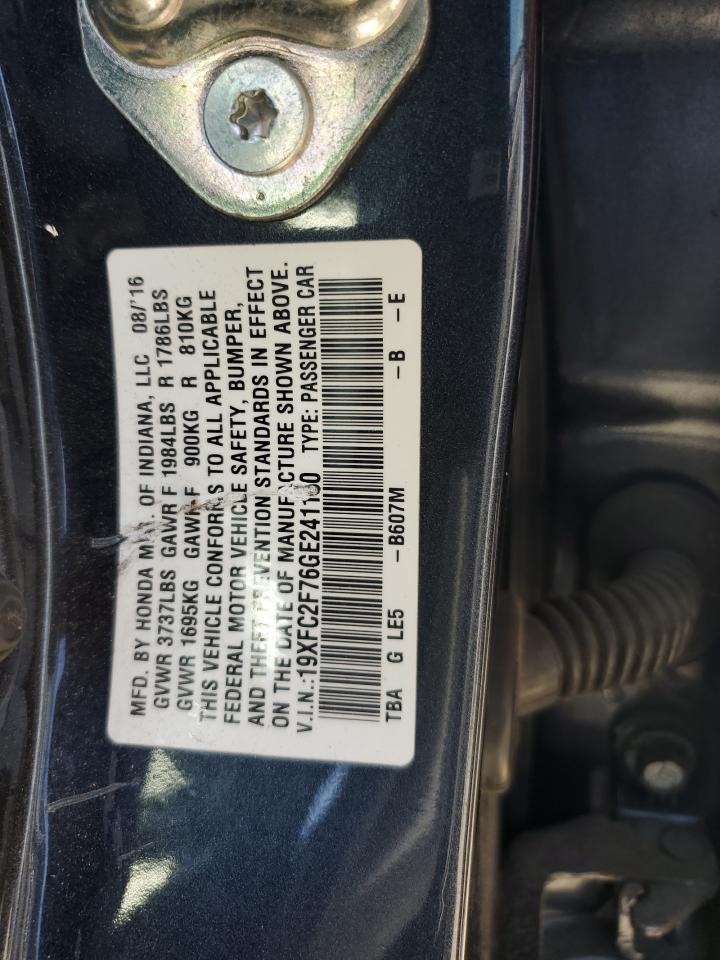 MFD. BY HONDA MFG. OF INDIANA, LLC 08/'16
GVWR 3737LBS GAWR F 1984LBS R 1786LBS
GVWR 1695KG GAWR F 900KG R 810KG
THIS VEHICLE CONFORMS TO ALL APPLICABLE
FEDERAL MOTOR VEHICLE SAFETY, BUMPER,
AND THEFT PREVENTION STANDARDS IN EFFECT
ON THE DATE OF MANUFACTURE SHOWN ABOVE.
V.I.N.:19XFC2F76GE241130 TYPE: PASSENGER CAR
TBA G LE5 –B607M –B –E